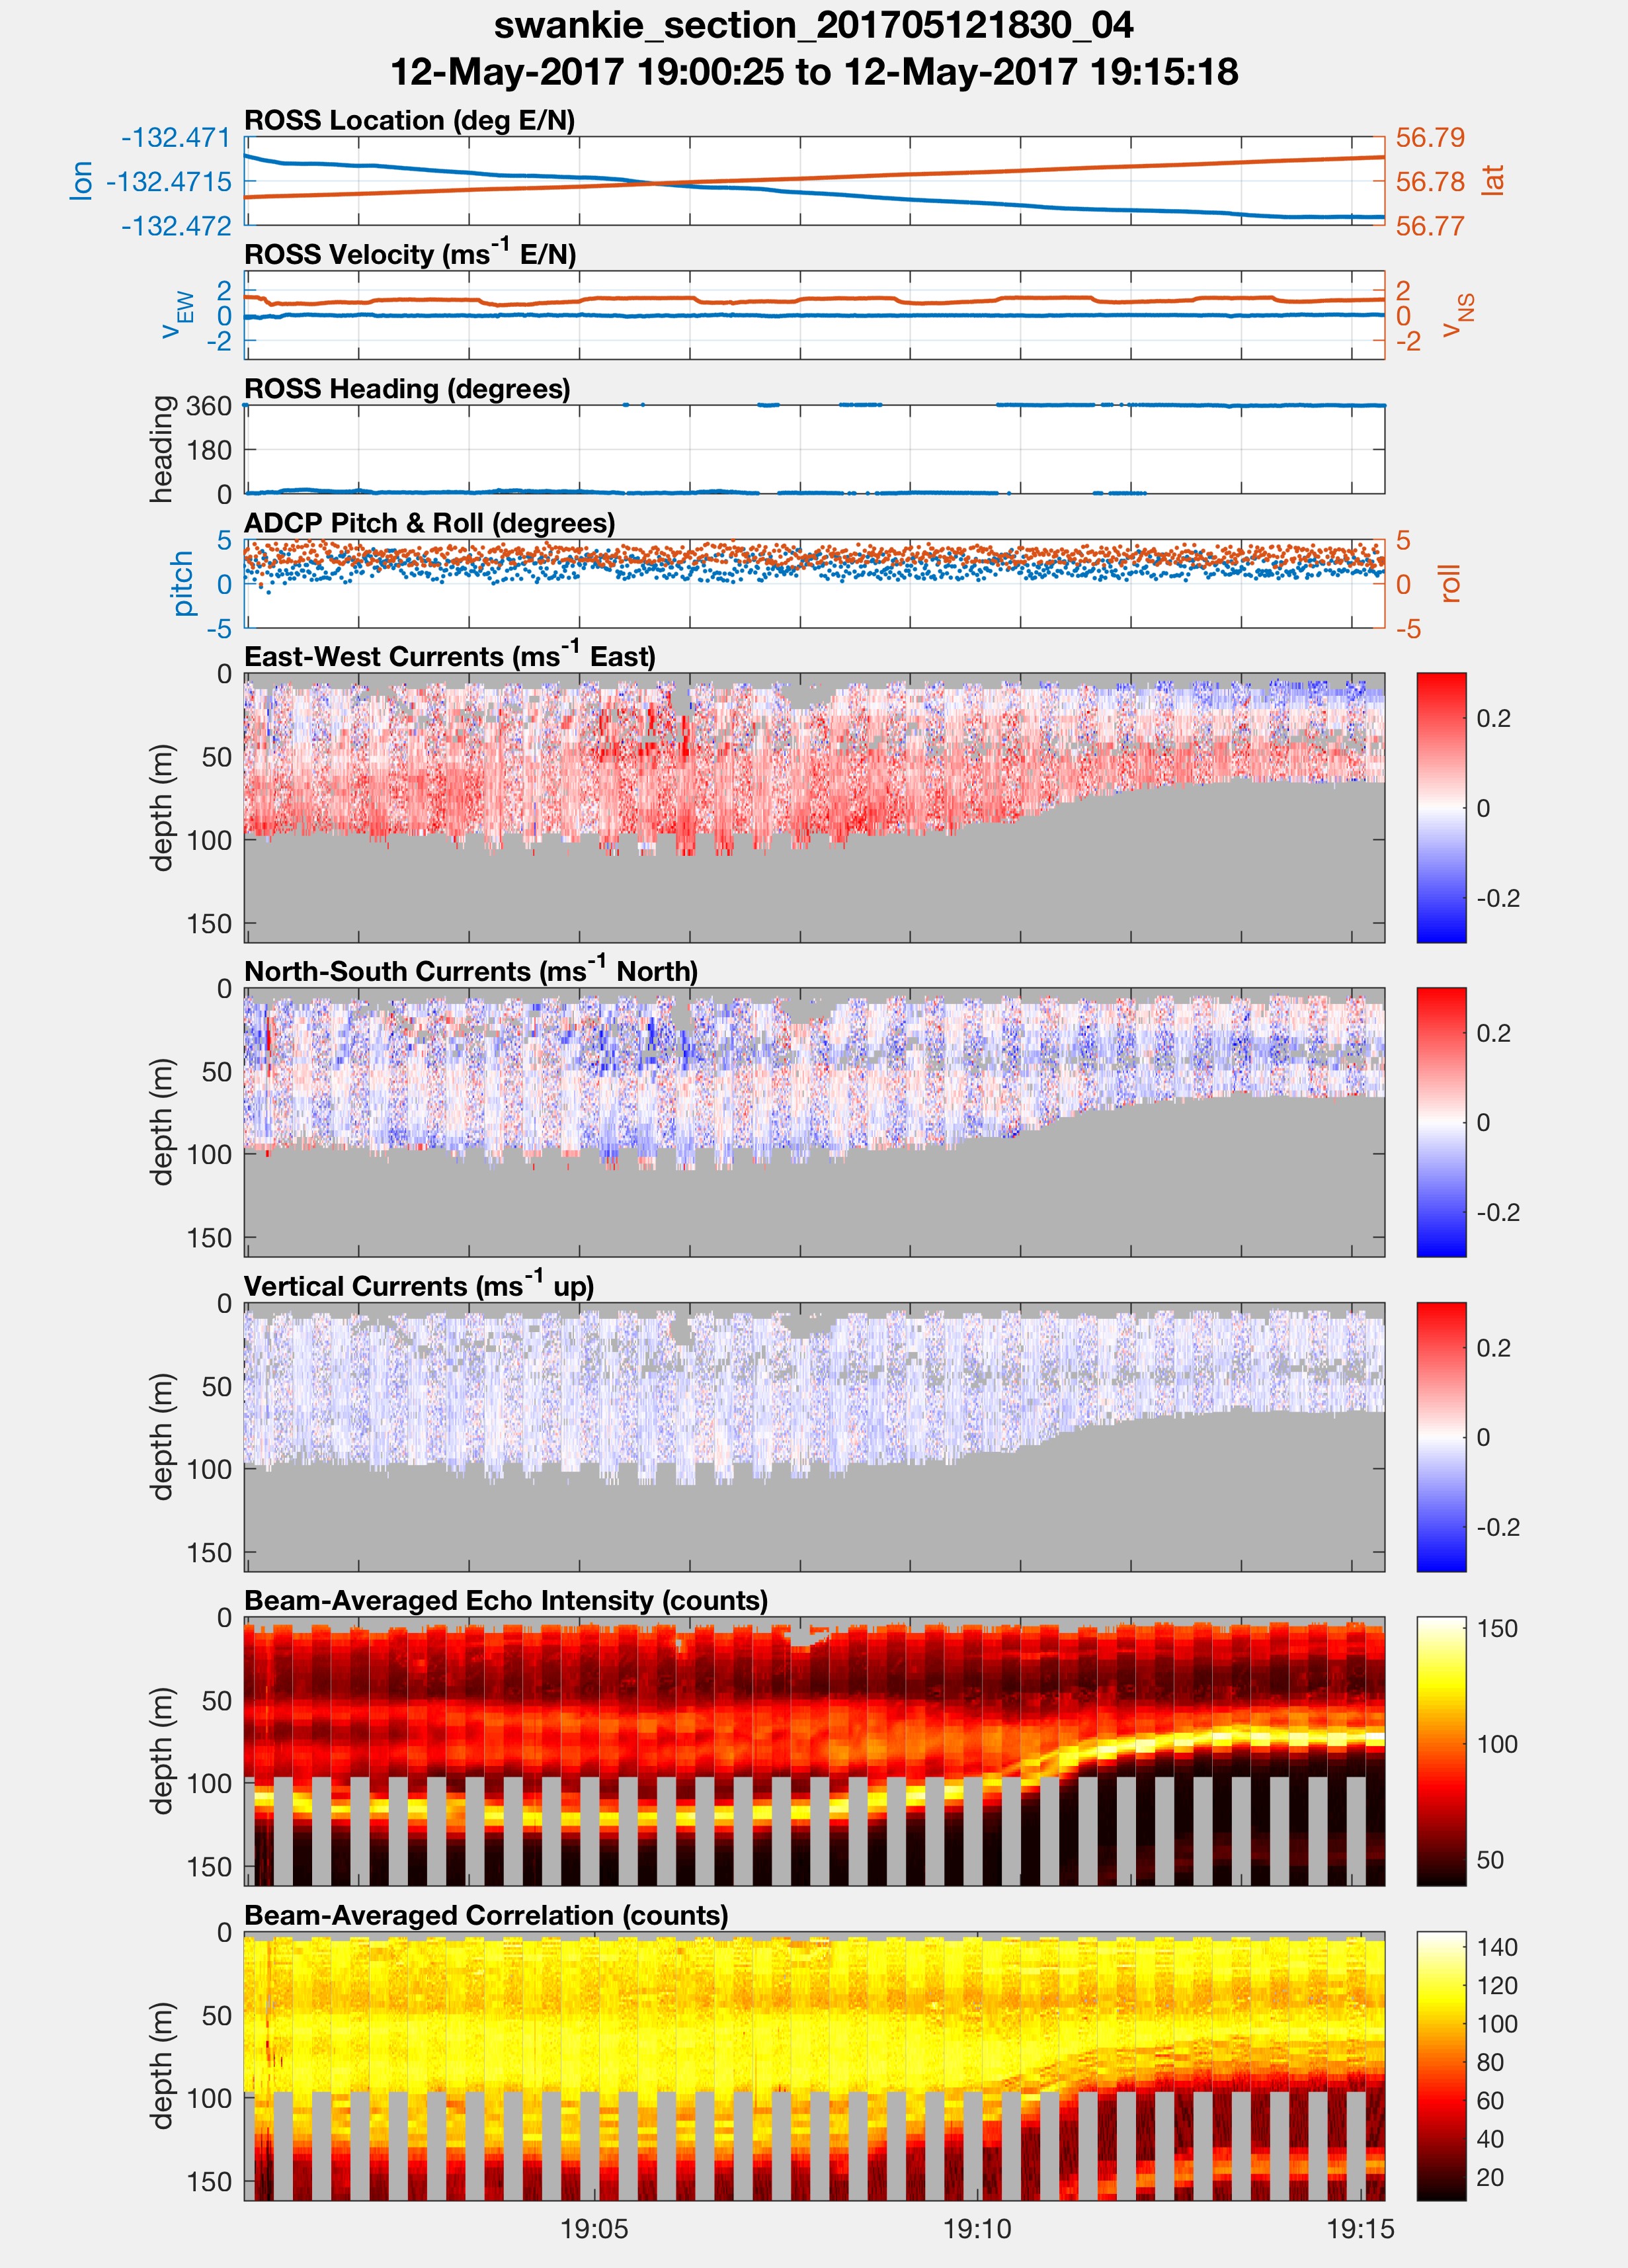 swankie_section_201705121830_04
12-May-2017 19:00:25 to 12-May-2017 19:15:18
ROSS Location (deg E/N)
-132.471
-132.4715
-132.472
lon
56.79
56.78
56.77
lat
ROSS Velocity (ms-1 E/N)
2
0
-2
vEW
2
0
-2
vNS
ROSS Heading (degrees)
360
180
0
heading
ADCP Pitch & Roll (degrees)
5
0
-5
pitch
5
0
-5
roll
East-West Currents (ms-1 East)
0
50
100
150
depth (m)
0.2
0
-0.2
North-South Currents (ms-1 North)
0
50
100
150
depth (m)
0.2
0
-0.2
Vertical Currents (ms-1 up)
0
50
100
150
depth (m)
0.2
0
-0.2
Beam-Averaged Echo Intensity (counts)
0
50
100
150
depth (m)
150
100
50
Beam-Averaged Correlation (counts)
0
50
100
150
depth (m)
140
120
100
80
60
40
20
19:05
19:10
19:15